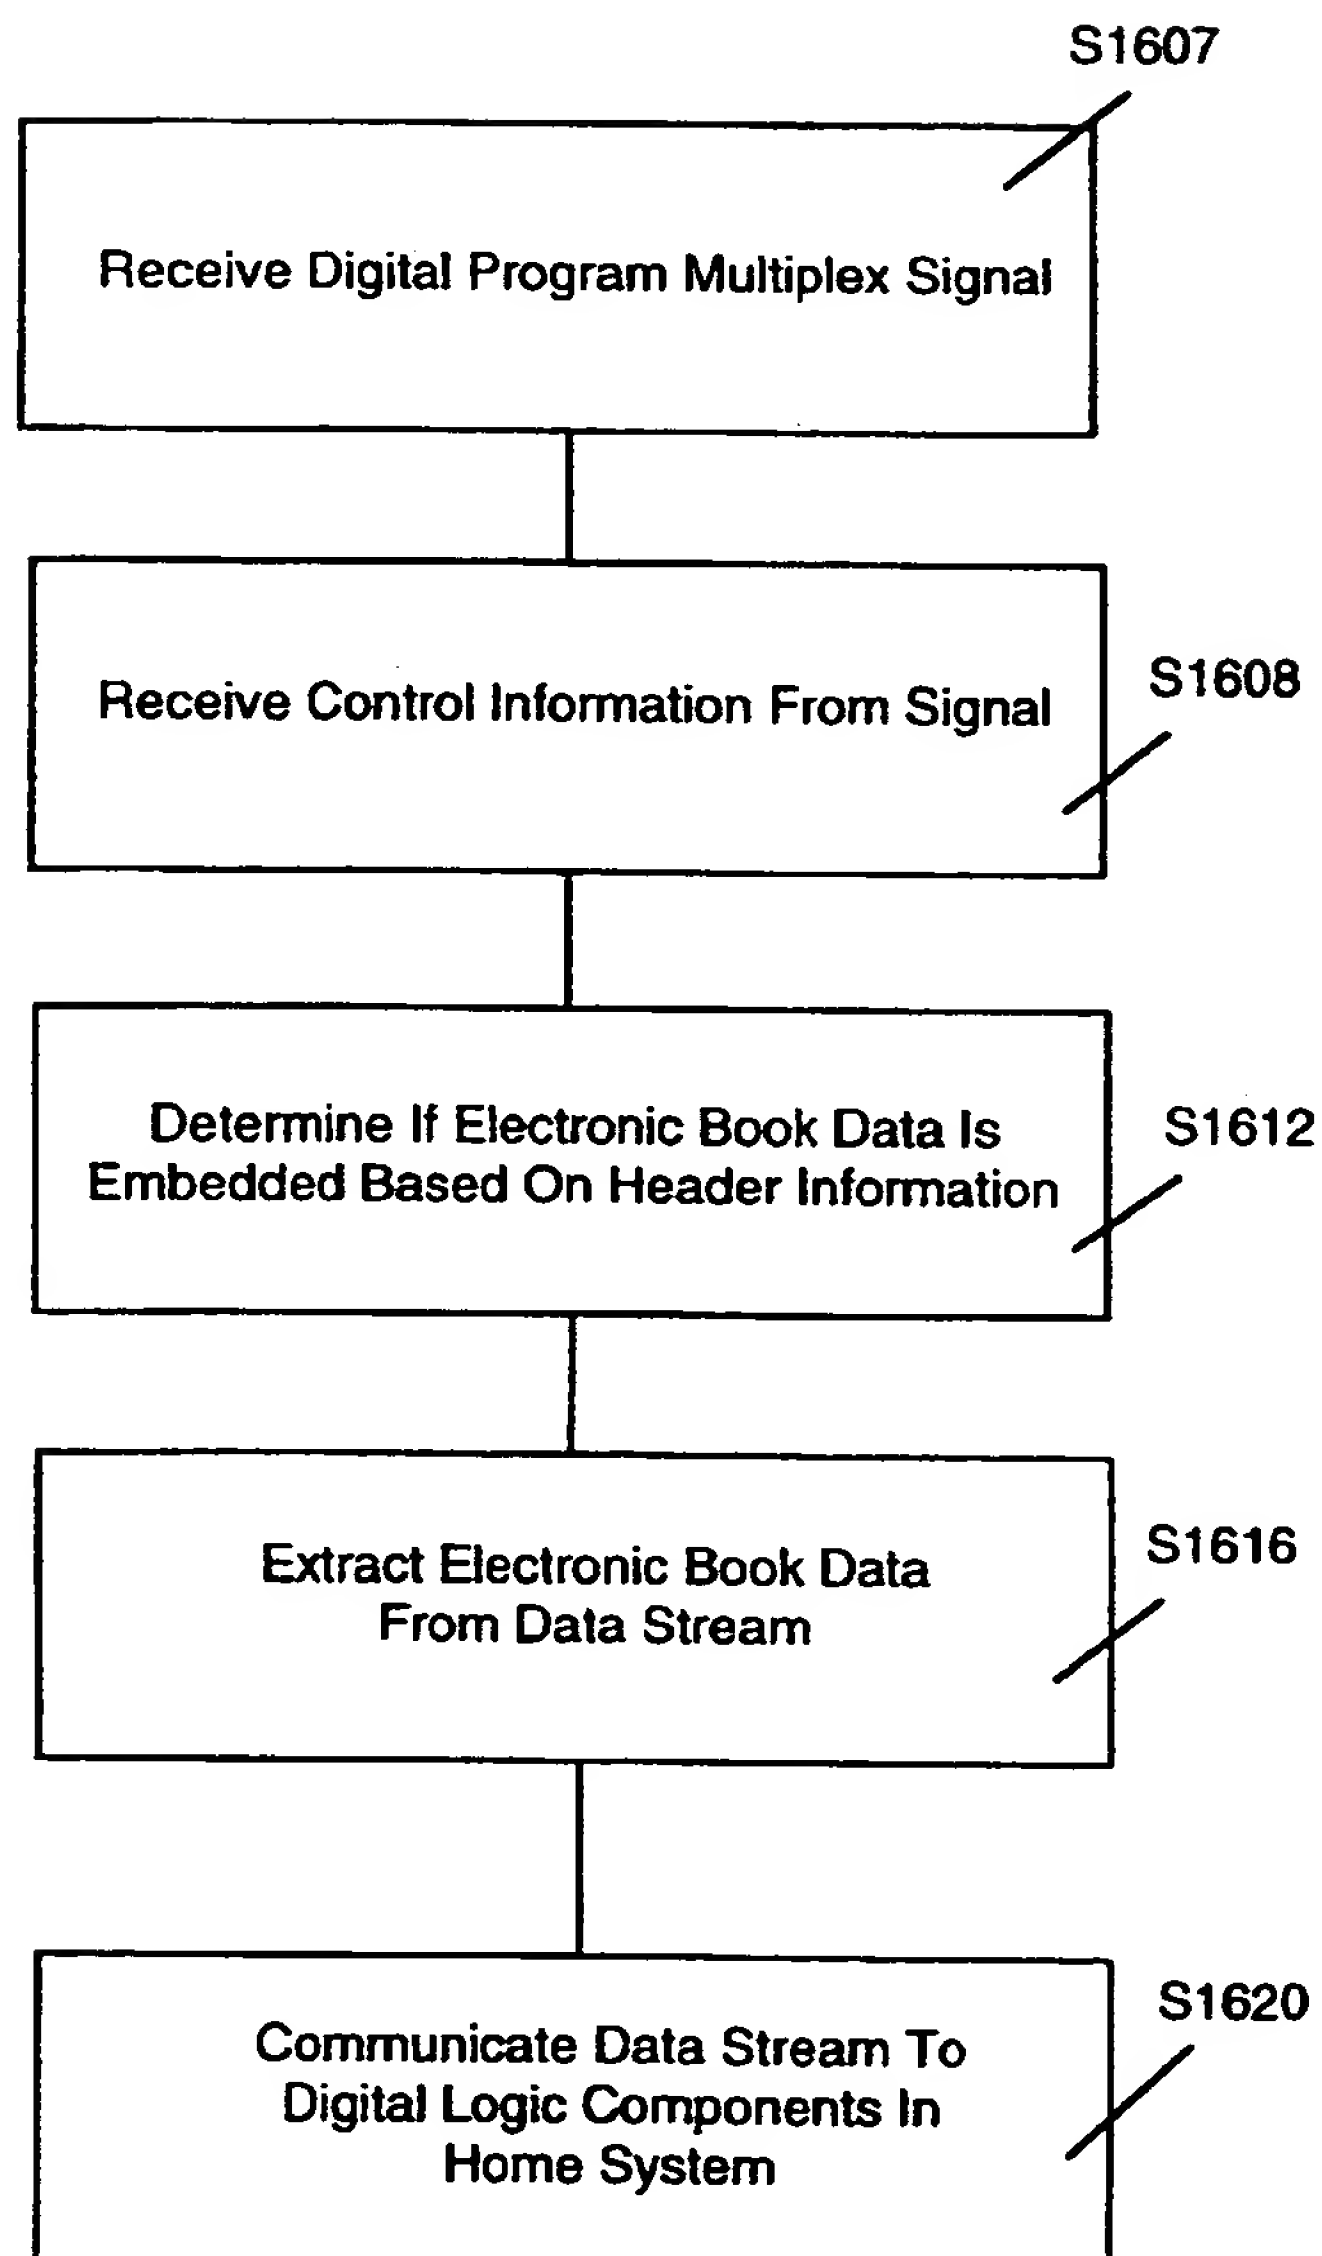 S1607
Receive Digital Program Multiplex Signal
Receive Control Information From Signal
S1608
Determine If Electronic Book Data Is
Embedded Based On Header Information
S1612
Extract Electronic Book Data
From Data Stream
S1616
Communicate Data Stream To
Digital Logic Components In
Home System
S1620